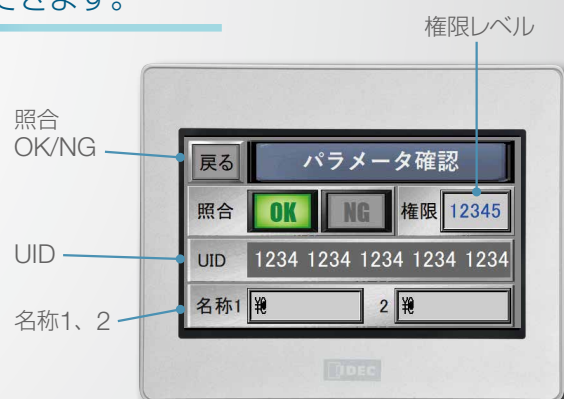 できます。
権限レベル
照合
OK/NG
戻る パラメータ確認
照合 OK NG 権限 12345
UID
UID 1234 1234 1234 1234 1234
名称1、2
名称1 2
IDEC